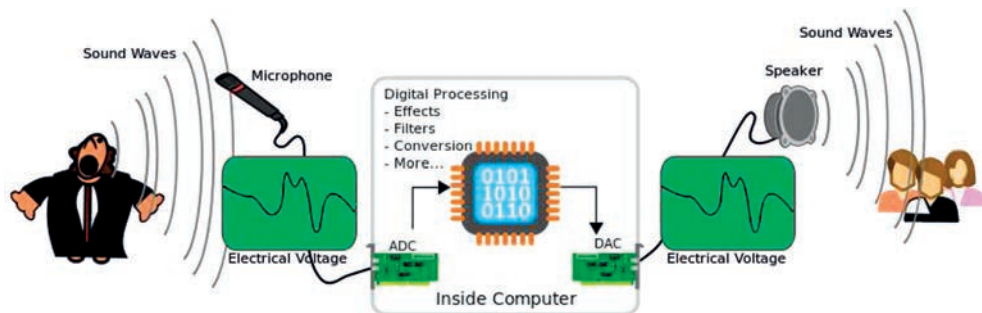 Sound Waves
Microphone
Digital Processing
- Effects
- Filters
- Conversion
- More...
0101
1010
0110
ADC
DAC
Electrical Voltage
Inside Computer
Electrical Voltage
Speaker
Sound Waves